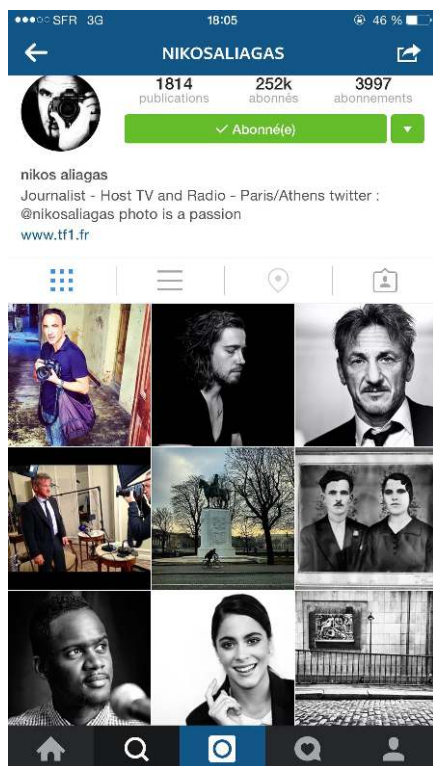 SFR 3G 18:05 46 %
NIKOSALIAGAS
1814 252k 3997
publications abonnés abonnements
Abonné(e)
nikos aliagas
Journalist - Host TV and Radio - Paris/Athens twitter :
@nikosaliagas photo is a passion
www.tf1.fr